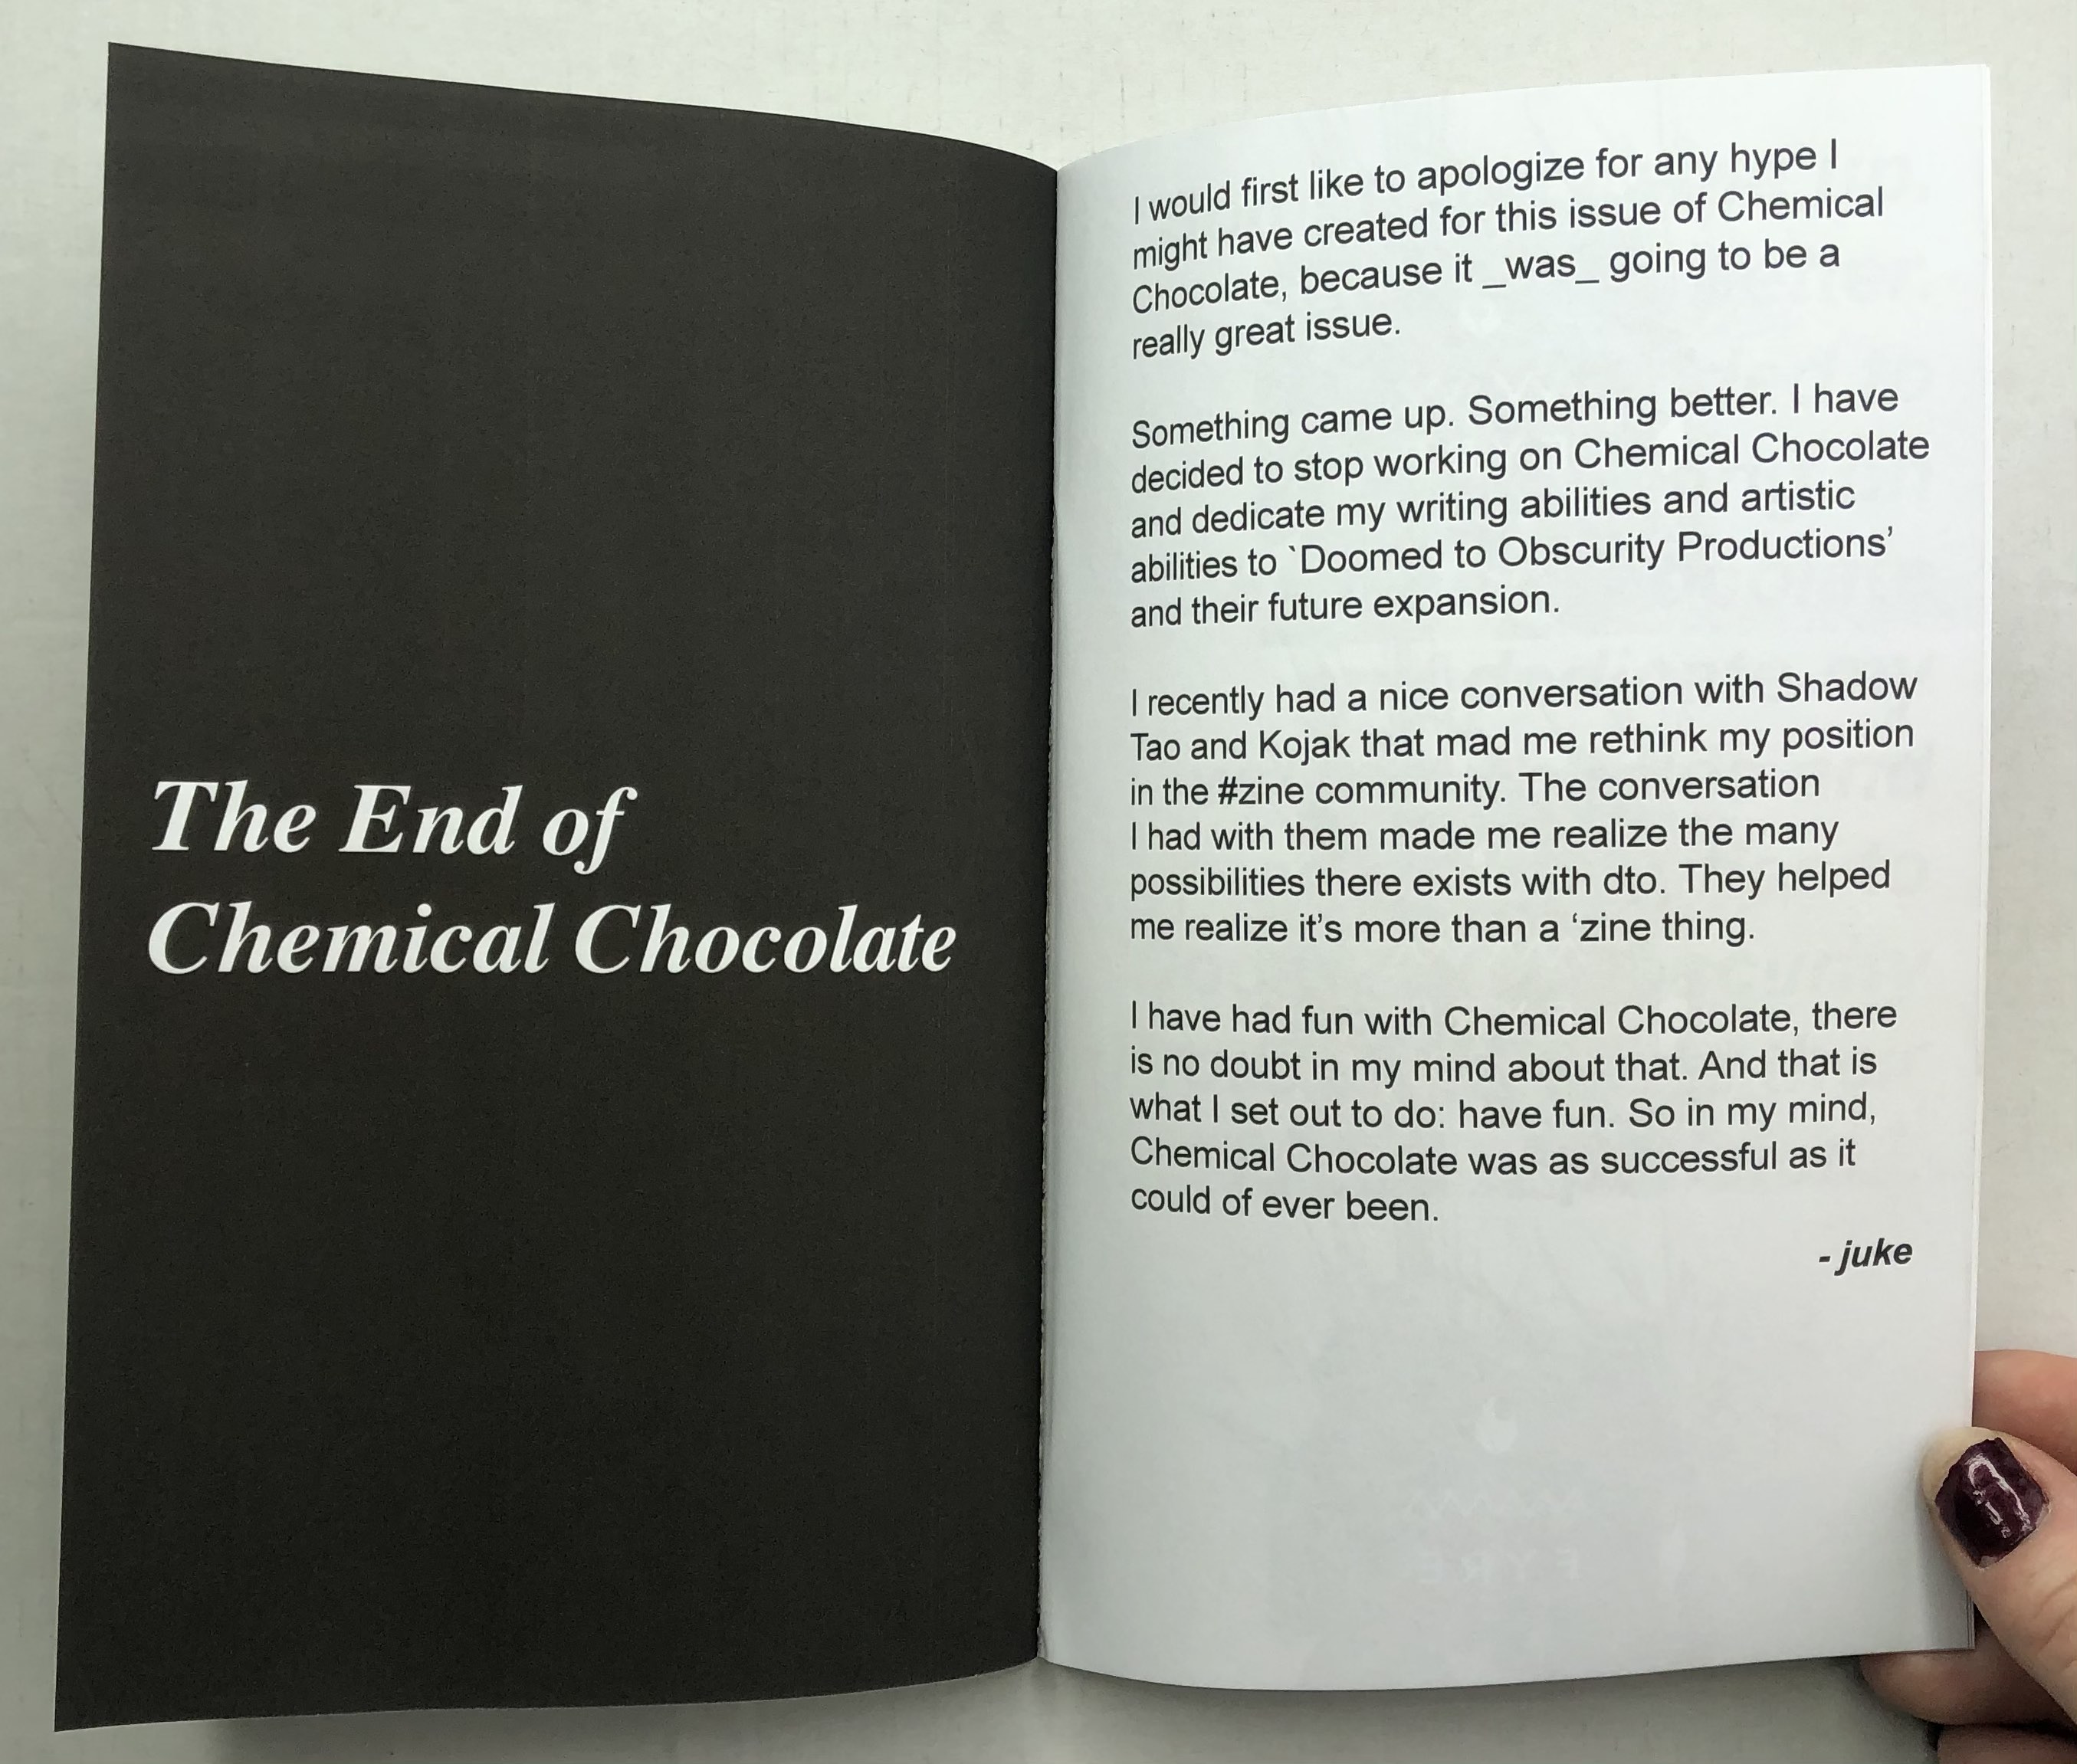 The End of
Chemical Chocolate
I would first like to apologize for any hype I
might have created for this issue of Chemical
Chocolate, because it _was_ going to be a
really great issue.
Something came up. Something better. I have
decided to stop working on Chemical Chocolate
and dedicate my writing abilities and artistic
abilities to `Doomed to Obscurity Productions’
and their future expansion.
I recently had a nice conversation with Shadow
Tao and Kojak that mad me rethink my position
in the #zine community. The conversation
I had with them made me realize the many
possibilities there exists with dto. They helped
me realize it’s more than a ‘zine thing.
I have had fun with Chemical Chocolate, there
is no doubt in my mind about that. And that is
what I set out to do: have fun. So in my mind,
Chemical Chocolate was as successful as it
could of ever been.
- juke